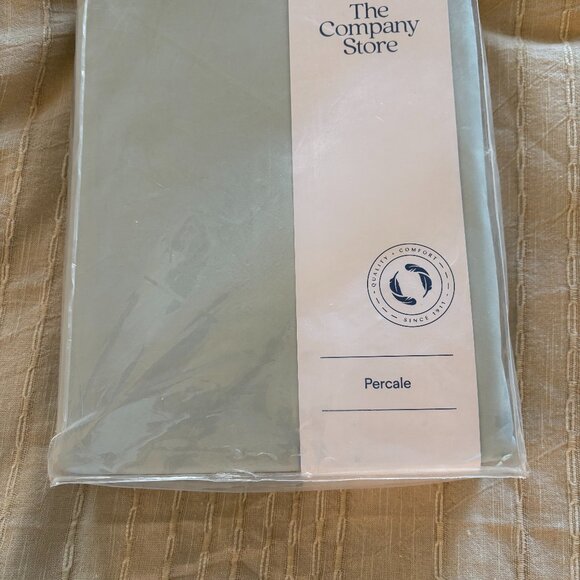 The
Company
Store
QUALITY • COMFORT
SINCE 1911
Percale